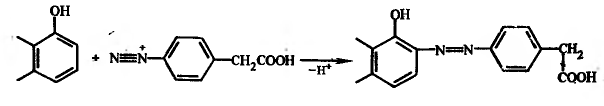 OH
+ N≡N⁺ CH₂COOH −H⁺ OH N=N CH₂
COOH